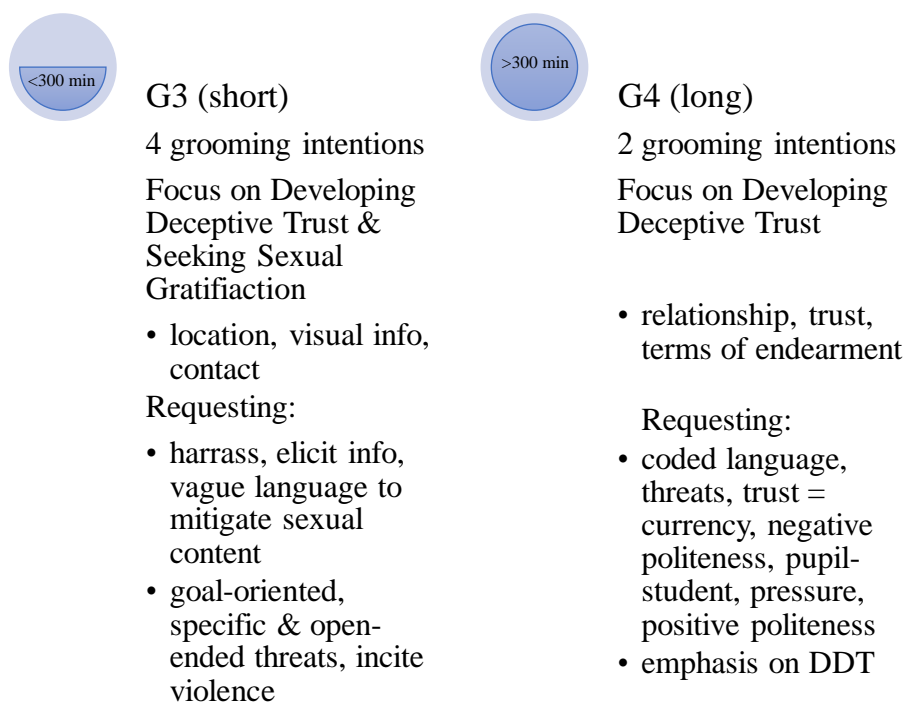 <300 min
G3 (short)
4 grooming intentions
Focus on Developing
Deceptive Trust &
Seeking Sexual
Gratifiaction
• location, visual info,
contact
Requesting:
• harrass, elicit info,
vague language to
mitigate sexual
content
• goal-oriented,
specific & open-
ended threats, incite
violence
>300 min
G4 (long)
2 grooming intentions
Focus on Developing
Deceptive Trust
• relationship, trust,
terms of endearment
Requesting:
• coded language,
threats, trust =
currency, negative
politeness, pupil-
student, pressure,
positive politeness
• emphasis on DDT